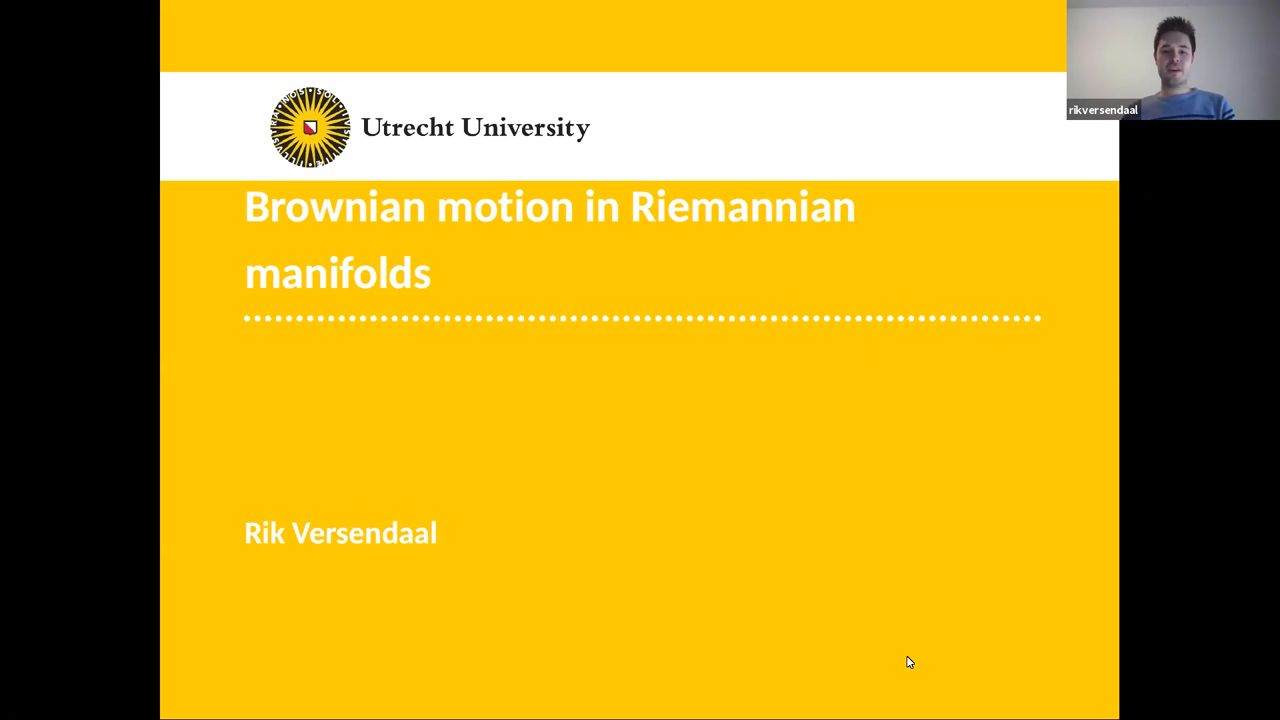 rikversendaal
Utrecht University
Brownian motion in Riemannian
manifolds
Rik Versendaal